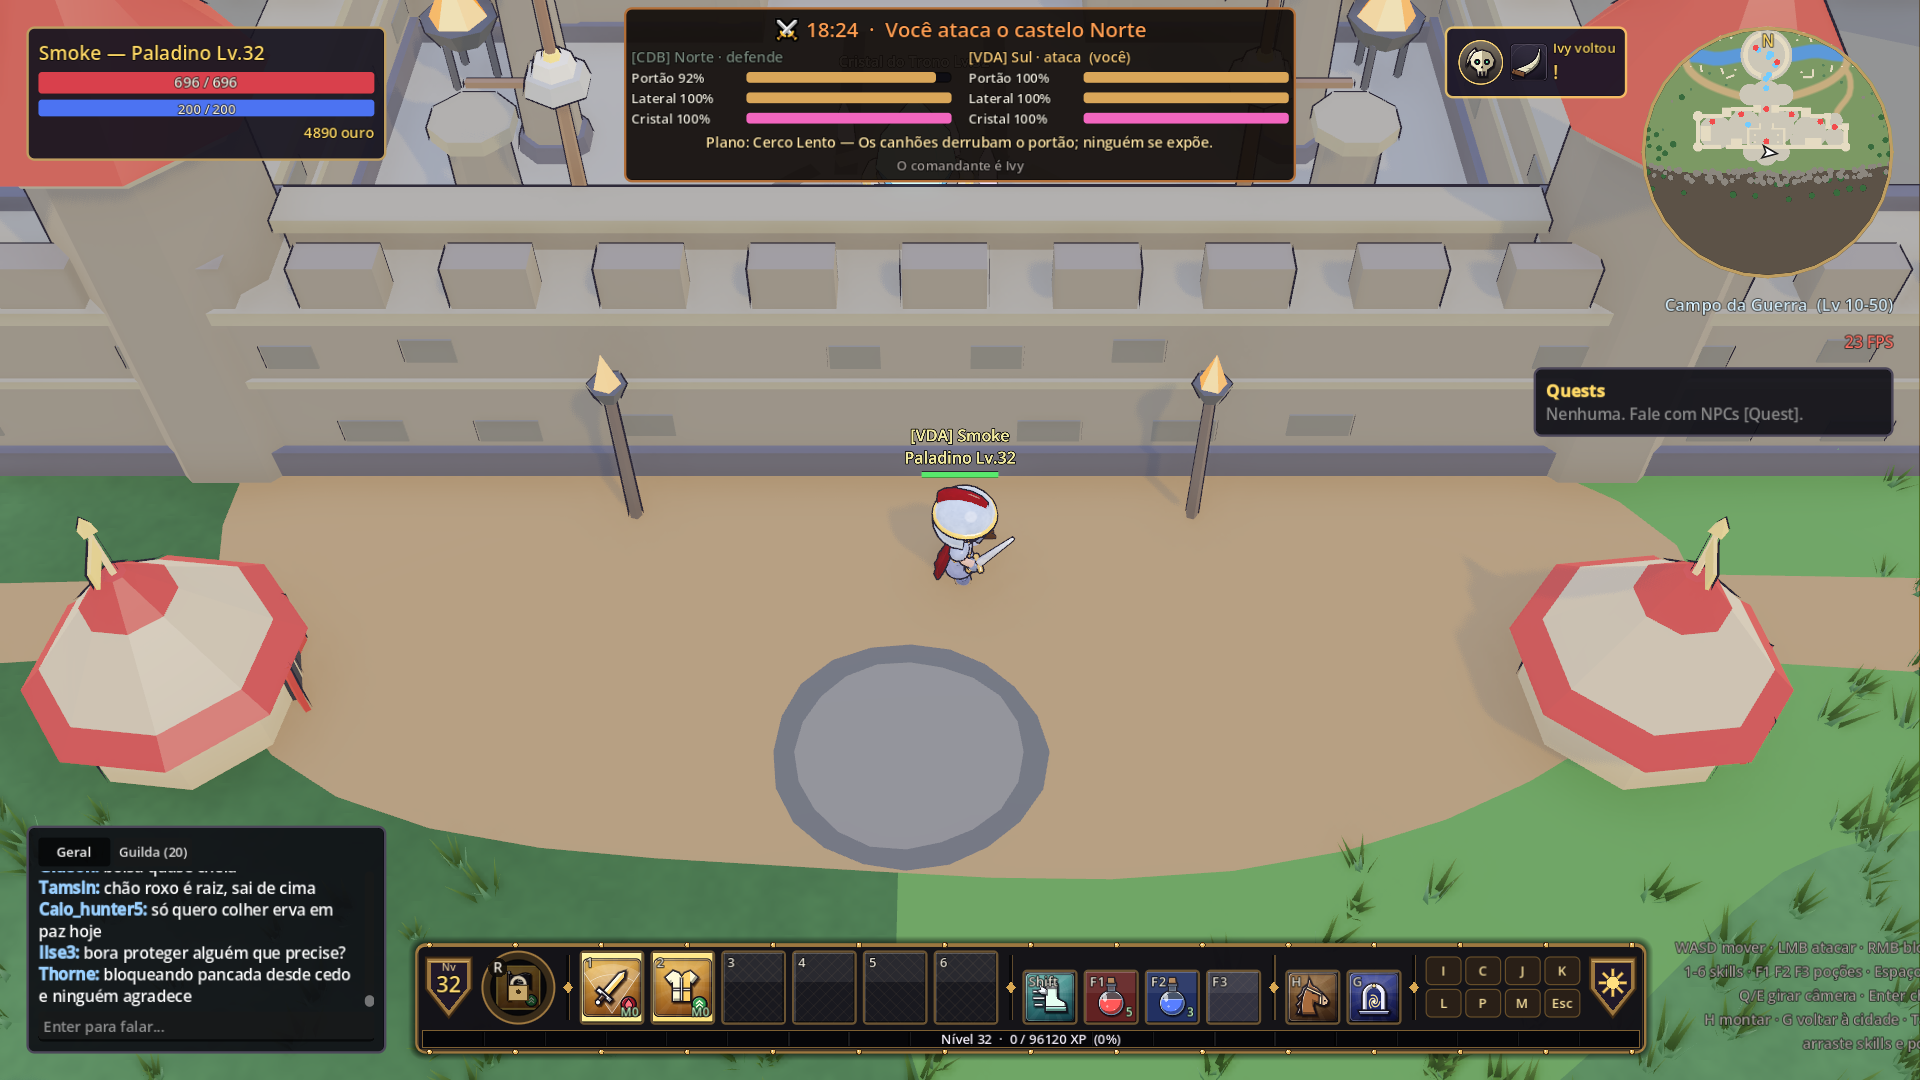 Smoke — Paladino Lv.32
696 / 696
200 / 200
4890 ouro
18:24 · Você ataca o castelo Norte
[CDB] Norte · defende
[VDA] Sul · ataca (você)
Portão 92%
Portão 100%
Lateral 100%
Lateral 100%
Cristal 100%
Cristal 100%
Plano: Cerco Lento — Os canhões derrubam o portão; ninguém se expõe.
O comandante é Ivy
Ivy voltou
!
N
Campo da Guerra (Lv 10-50)
23 FPS
Quests
Nenhuma. Fale com NPCs [Quest].
[VDA] Smoke
Paladino Lv.32
Geral
Guilda (20)
Tamsin: chão roxo é raiz, sai de cima
Calo_hunter5: só quero colher erva em
paz hoje
Ilse3: bora proteger alguém que precise?
Thorne: bloqueando pancada desde cedo
e ninguém agradece
Enter para falar...
Nv
32
R
1
M0
2
M0
3
4
5
6
Shift
F1
5
F2
3
F3
H
G
I
C
J
K
L
P
M
Esc
Nível 32 · 0 / 96120 XP (0%)
WASD mover · LMB atacar · RMB
1-6 skills · F1 F2 F3 poções ·
Q/E girar câmera · Enter
H montar · G voltar à cidade ·
arraste skills e